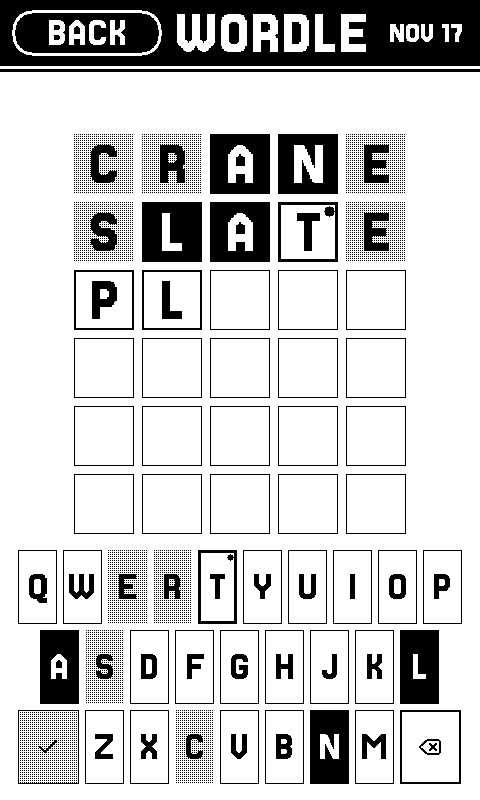 BACK WORDLE NOV 17
CRANE
SLATE
PL
QWERTYUIOP
ASDFGHJKL
ZXCVBNM